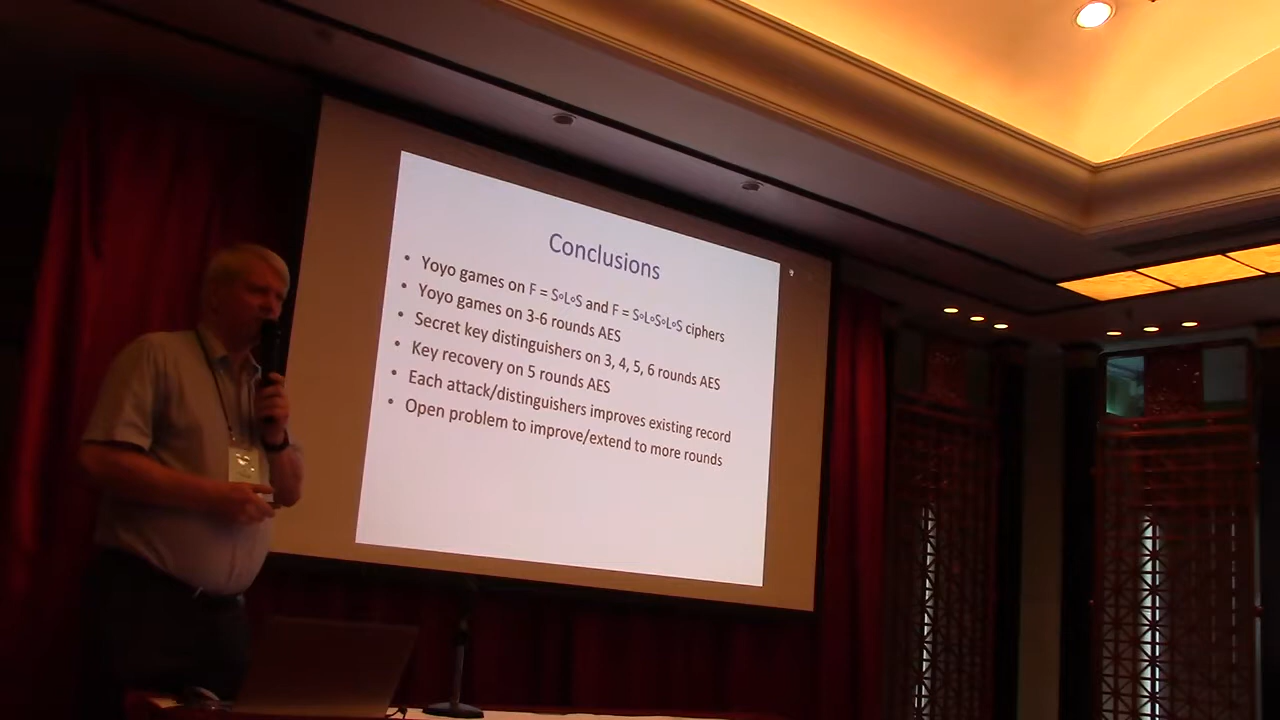 Conclusions
• Yoyo games on F = S∘L∘S and F = S∘L∘S∘L∘S ciphers
• Yoyo games on 3-6 rounds AES
• Secret key distinguishers on 3, 4, 5, 6 rounds AES
• Key recovery on 5 rounds AES
• Each attack/distinguishers improves existing record
• Open problem to improve/extend to more rounds